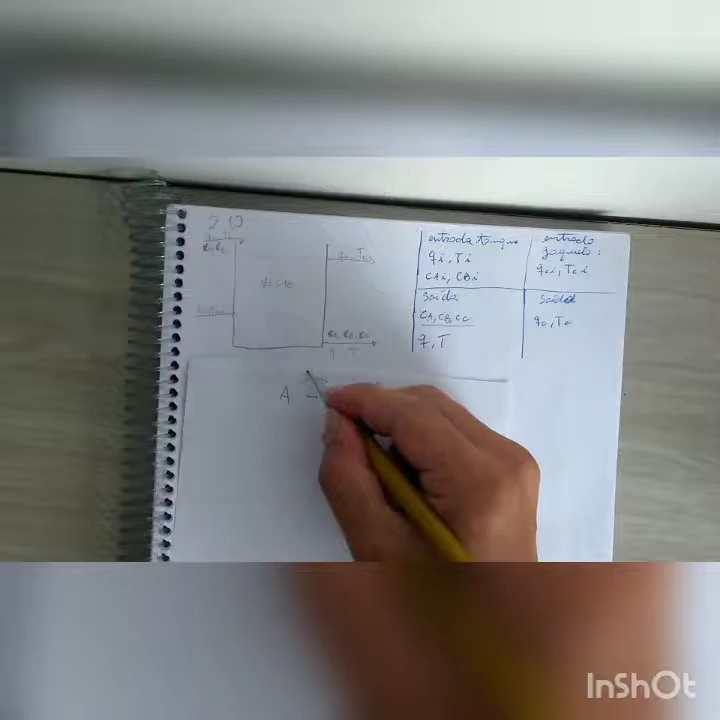 2.10
entrada tanque
qi, Ti
CAi, CBi
entrada
jaqueta:
qci, Tci
V=cte
Saída
CA, CB, CC
q, T
Saída
qc, Tc
q, T
A
InShOt